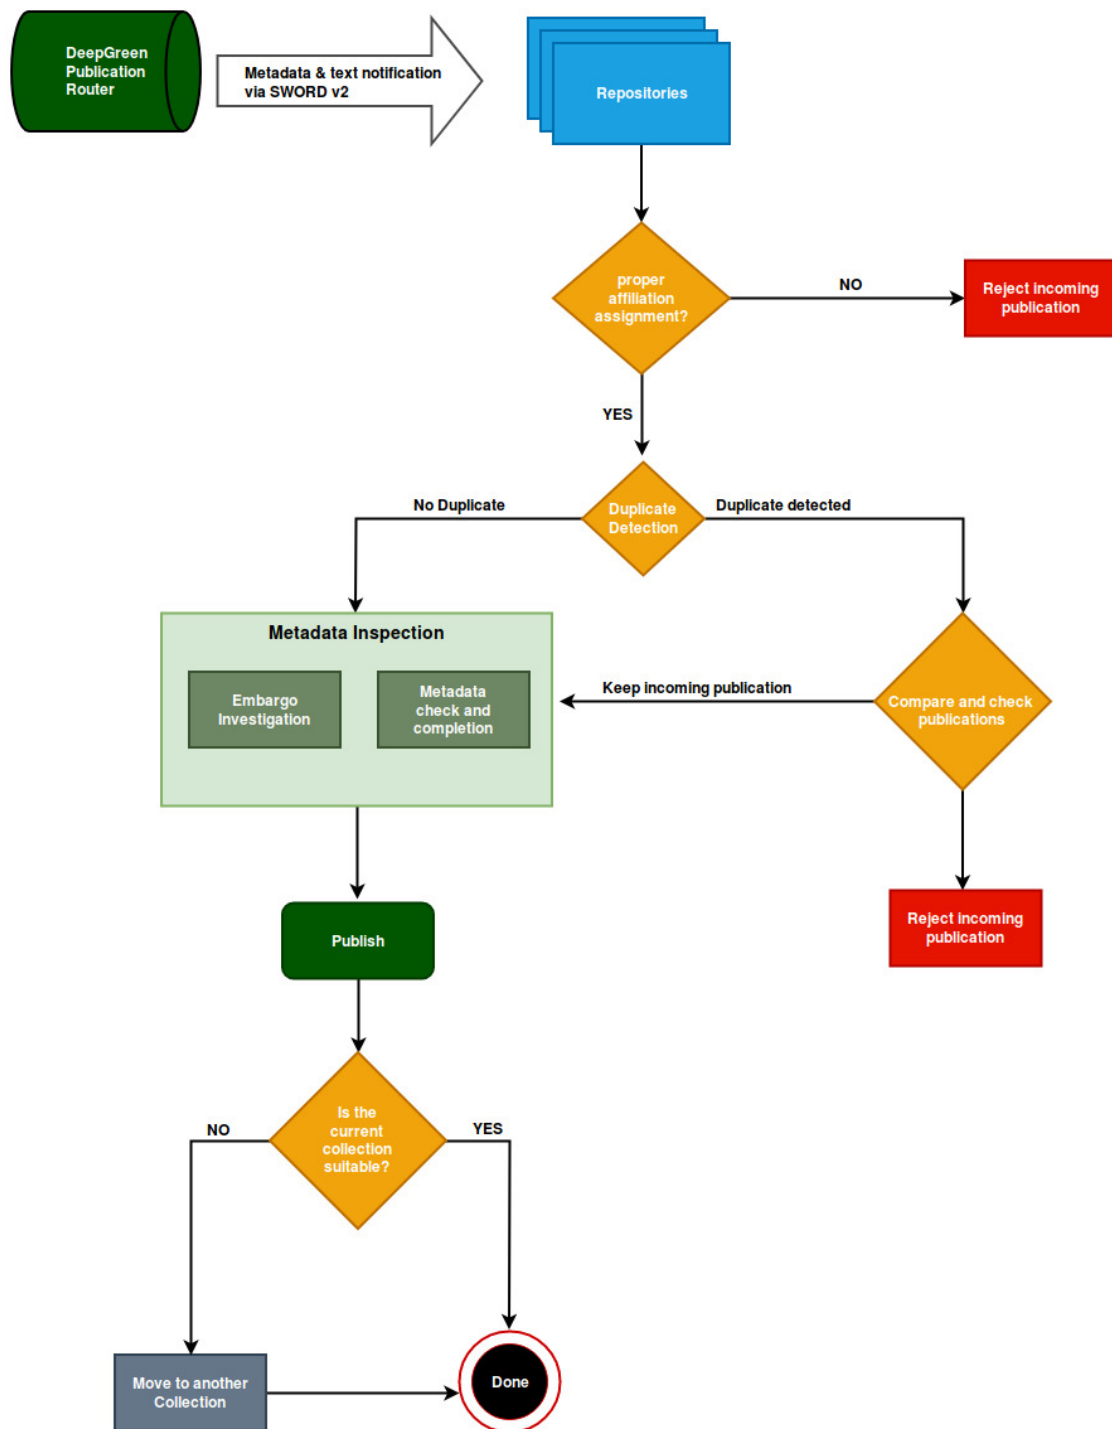 DeepGreen
Publication
Router
Metadata & text notification
via SWORD v2
Repositories
proper
affiliation
assignment?
NO
Reject incoming
publication
YES
Duplicate
Detection
No Duplicate
Duplicate detected
Metadata Inspection
Embargo
Investigation
Metadata
check and
completion
Keep incoming publication
Compare and check
publications
Reject incoming
publication
Publish
Is the
current
collection
suitable?
NO
YES
Move to another
Collection
Done